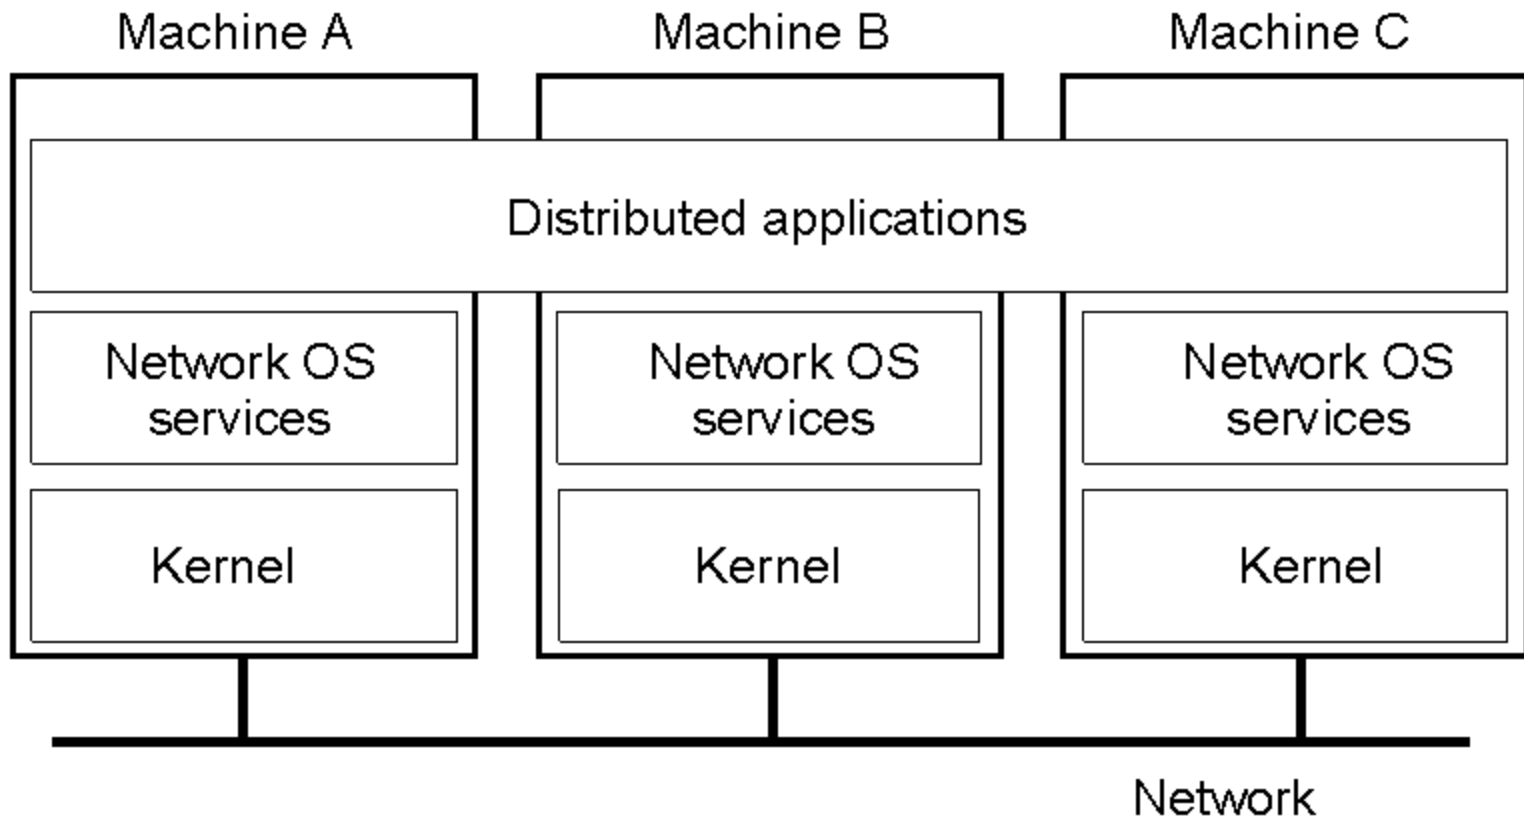 Machine A
Machine B
Machine C
Distributed applications
Network OS
services
Network OS
services
Network OS
services
Kernel
Kernel
Kernel
Network